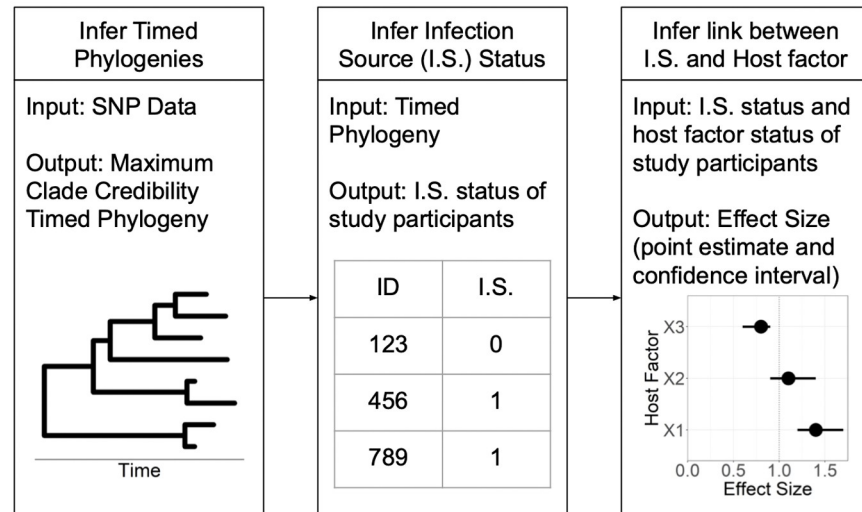 Infer Timed
Phylogenies
Input: SNP Data
Output: Maximum
Clade Credibility
Timed Phylogeny
Time
Infer Infection
Source (I.S.) Status
Input: Timed
Phylogeny
Output: I.S. status of
study participants
ID I.S.
123 0
456 1
789 1
Infer link between
I.S. and Host factor
Input: I.S. status and
host factor status of
study participants
Output: Effect Size
(point estimate and
confidence interval)
Host Factor
X3
X2
X1
0.0 0.5 1.0 1.5
Effect Size